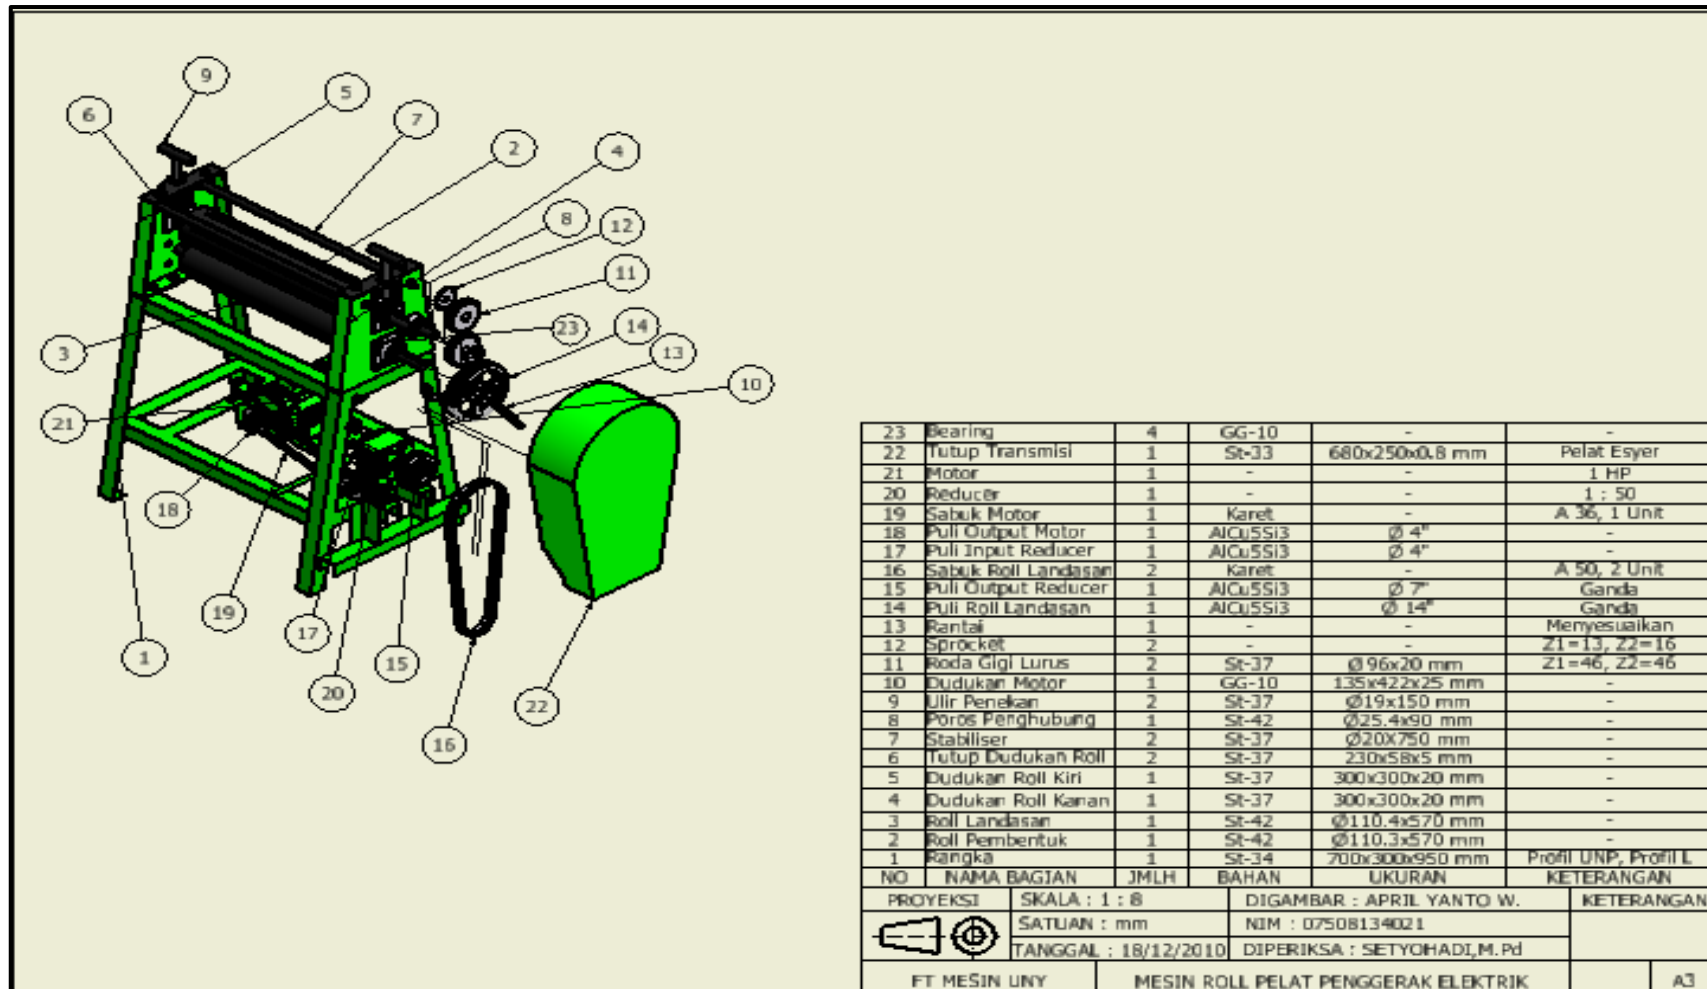 9
5
6
7
2
4
8
12
11
23
14
3
13
10
21
18
19
17
1
15
20
22
16
23 Bearing 4 GG-10 - -
22 Tutup Transmisi 1 St-33 680x250x0.8 mm Pelat Esyer
21 Motor 1 - - 1 HP
20 Reducer 1 - - 1 : 50
19 Sabuk Motor 1 Karet - A 36, 1 Unit
18 Puli Output Motor 1 AlCu5Si3 Ø 4" -
17 Puli Input Reducer 1 AlCu5Si3 Ø 4" -
16 Sabuk Roll Landasan 2 Karet - A 50, 2 Unit
15 Puli Output Reducer 1 AlCu5Si3 Ø 7" Ganda
14 Puli Roll Landasan 1 AlCu5Si3 Ø 14" Ganda
13 Rantai 1 - - Menyesuaikan
12 Sprocket 2 - - Z1=13, Z2=16
11 Roda Gigi Lurus 2 St-37 Ø96x20 mm Z1=46, Z2=46
10 Dudukan Motor 1 GG-10 135x422x25 mm -
9 Ulir Penekan 2 St-37 Ø19x150 mm -
8 Poros Penghubung 1 St-42 Ø25.4x90 mm -
7 Stabiliser 2 St-37 Ø20X750 mm -
6 Tutup Dudukan Roll 2 St-37 230x58x5 mm -
5 Dudukan Roll Kiri 1 St-37 300x300x20 mm -
4 Dudukan Roll Kanan 1 St-37 300x300x20 mm -
3 Roll Landasan 1 St-42 Ø110.4x570 mm -
2 Roll Pembentuk 1 St-42 Ø110.3x570 mm -
1 Rangka 1 St-34 700x300x950 mm Profil UNP, Profil L
NO NAMA BAGIAN JMLH BAHAN UKURAN KETERANGAN
PROYEKSI SKALA : 1 : 8 DIGAMBAR : APRIL YANTO W. KETERANGAN
SATUAN : mm NIM : 07508134021
TANGGAL : 18/12/2010 DIPERIKSA : SETYOHADI,M.Pd
FT MESIN UNY MESIN ROLL PELAT PENGGERAK ELEKTRIK A3